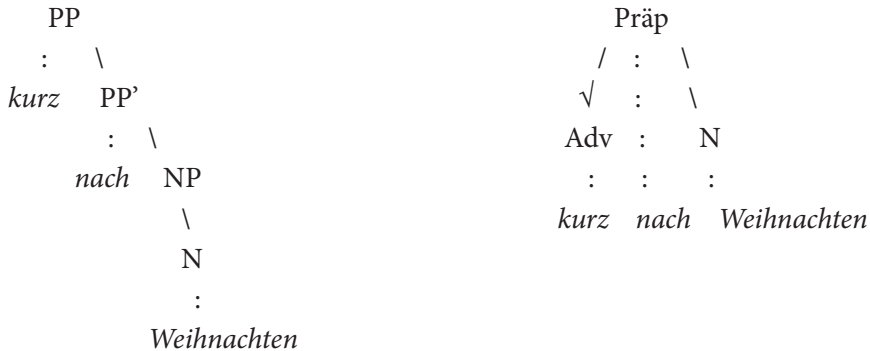 PP Präp
: \ / : \
kurz PP’ √ : \
: \ Adv : N
nach NP : : :
\ kurz nach Weihnachten
N
:
Weihnachten